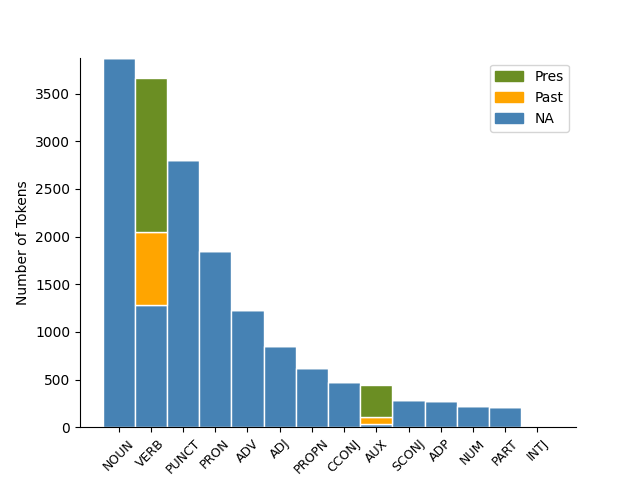 Pres
Past
NA
3500
3000
2500
2000
1500
1000
500
0
Number of Tokens
NOUN
VERB
PUNCT
PRON
ADV
ADJ
PROPN
CCONJ
AUX
SCONJ
ADP
NUM
PART
INTJ